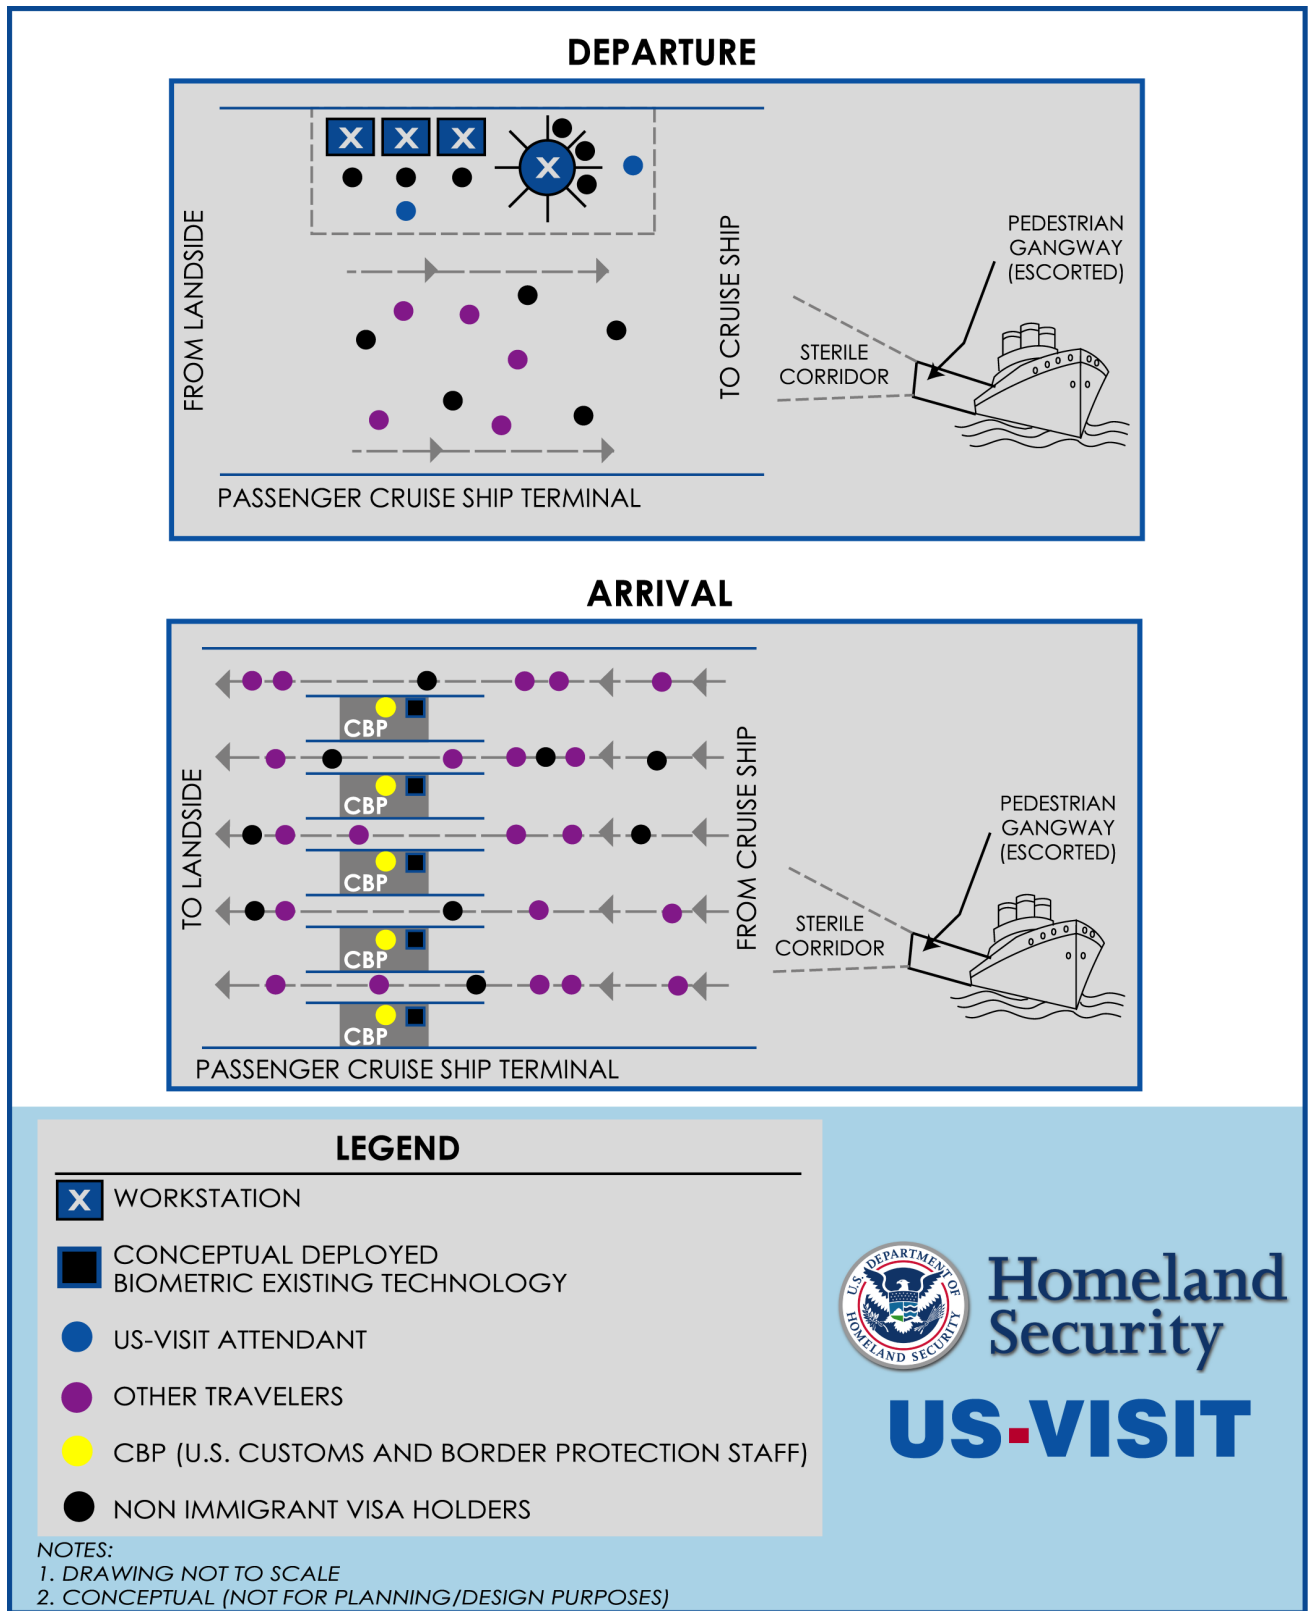 DEPARTURE
X X X X
FROM LANDSIDE
TO CRUISE SHIP
PEDESTRIAN
GANGWAY
(ESCORTED)
STERILE
CORRIDOR
PASSENGER CRUISE SHIP TERMINAL
ARRIVAL
TO LANDSIDE
CBP
CBP
CBP
CBP
CBP
FROM CRUISE SHIP
PEDESTRIAN
GANGWAY
(ESCORTED)
STERILE
CORRIDOR
PASSENGER CRUISE SHIP TERMINAL
LEGEND
X WORKSTATION
CONCEPTUAL DEPLOYED
BIOMETRIC EXISTING TECHNOLOGY
US-VISIT ATTENDANT
OTHER TRAVELERS
CBP (U.S. CUSTOMS AND BORDER PROTECTION STAFF)
NON IMMIGRANT VISA HOLDERS
U.S. DEPARTMENT OF
HOMELAND SECURITY
Homeland
Security
US-VISIT
NOTES:
1. DRAWING NOT TO SCALE
2. CONCEPTUAL (NOT FOR PLANNING/DESIGN PURPOSES)